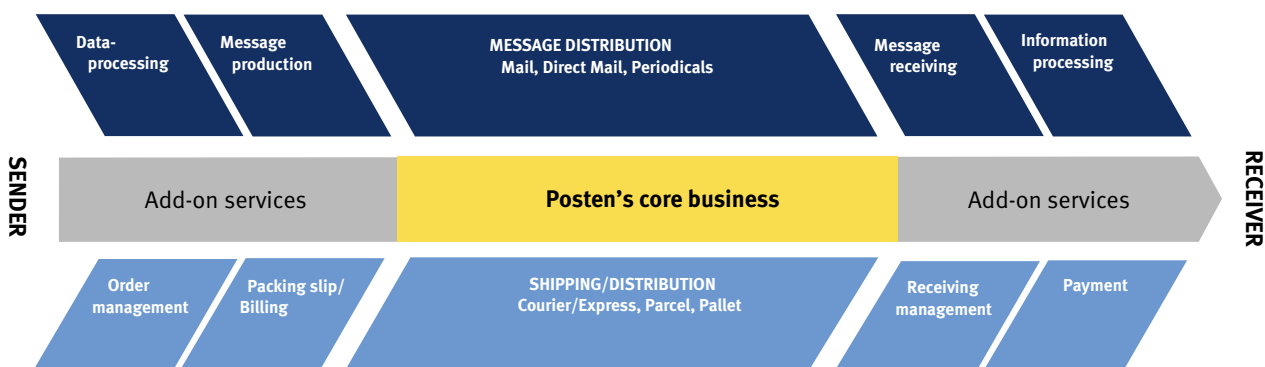 Data-
processing
Message
production
MESSAGE DISTRIBUTION
Mail, Direct Mail, Periodicals
Message
receiving
Information
processing
SENDER
Add-on services
Posten's core business
Add-on services
RECEIVER
Order
management
Packing slip/
Billing
SHIPPING/DISTRIBUTION
Courier/Express, Parcel, Pallet
Receiving
management
Payment